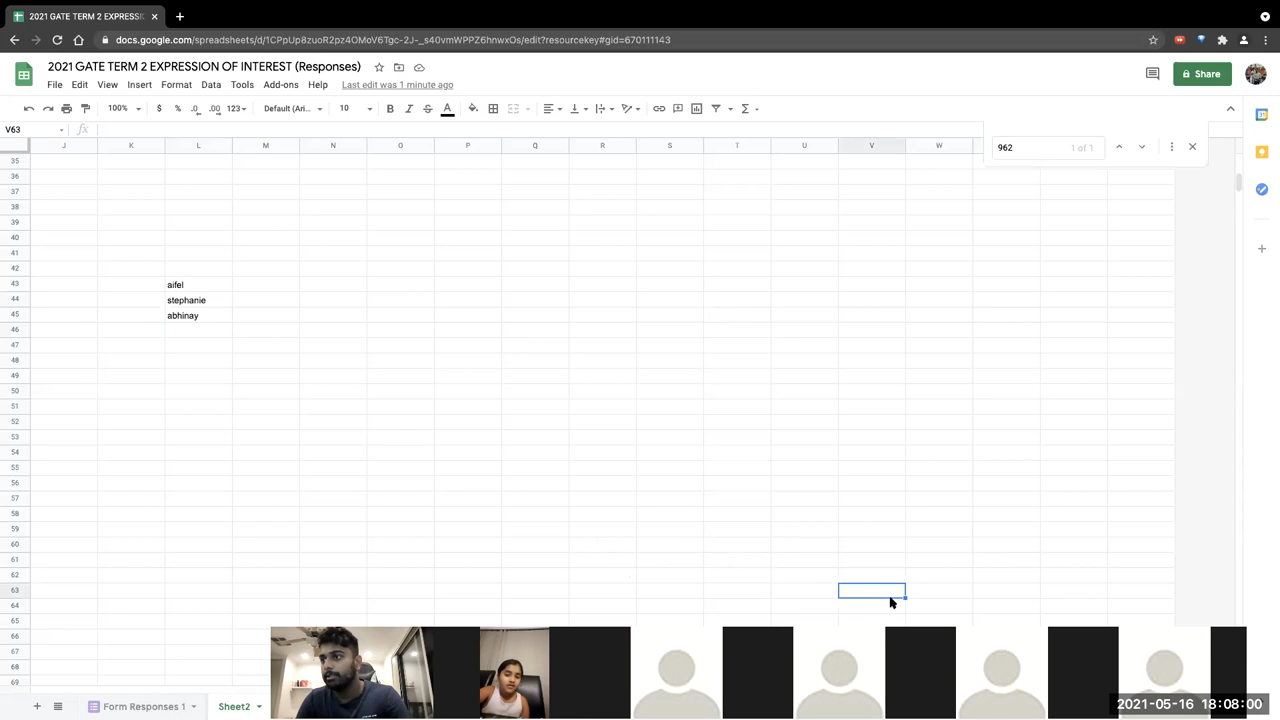 2021 GATE TERM 2 EXPRESSI
docs.google.com/spreadsheets/d/1CPpUp8zuoR2pz4OMoV6Tgc-2J-_s40vmWPPZ6hnwxOs/edit?resourcekey#gid=670111143
2021 GATE TERM 2 EXPRESSION OF INTEREST (Responses)
File Edit View Insert Format Data Tools Add-ons Help Last edit was 1 minute ago
Share
100% $ % .0 .00 123 Default (Ari... 10 B I S A
V63 fx
962 1 of 1
J K L M N O P Q R S T U V W
35
36
37
38
39
40
41
42
43 aifel
44 stephanie
45 abhinay
46
47
48
49
50
51
52
53
54
55
56
57
58
59
60
61
62
63
64
65
66
67
68
69
Form Responses 1 Sheet2
2021-05-16 18:08:00